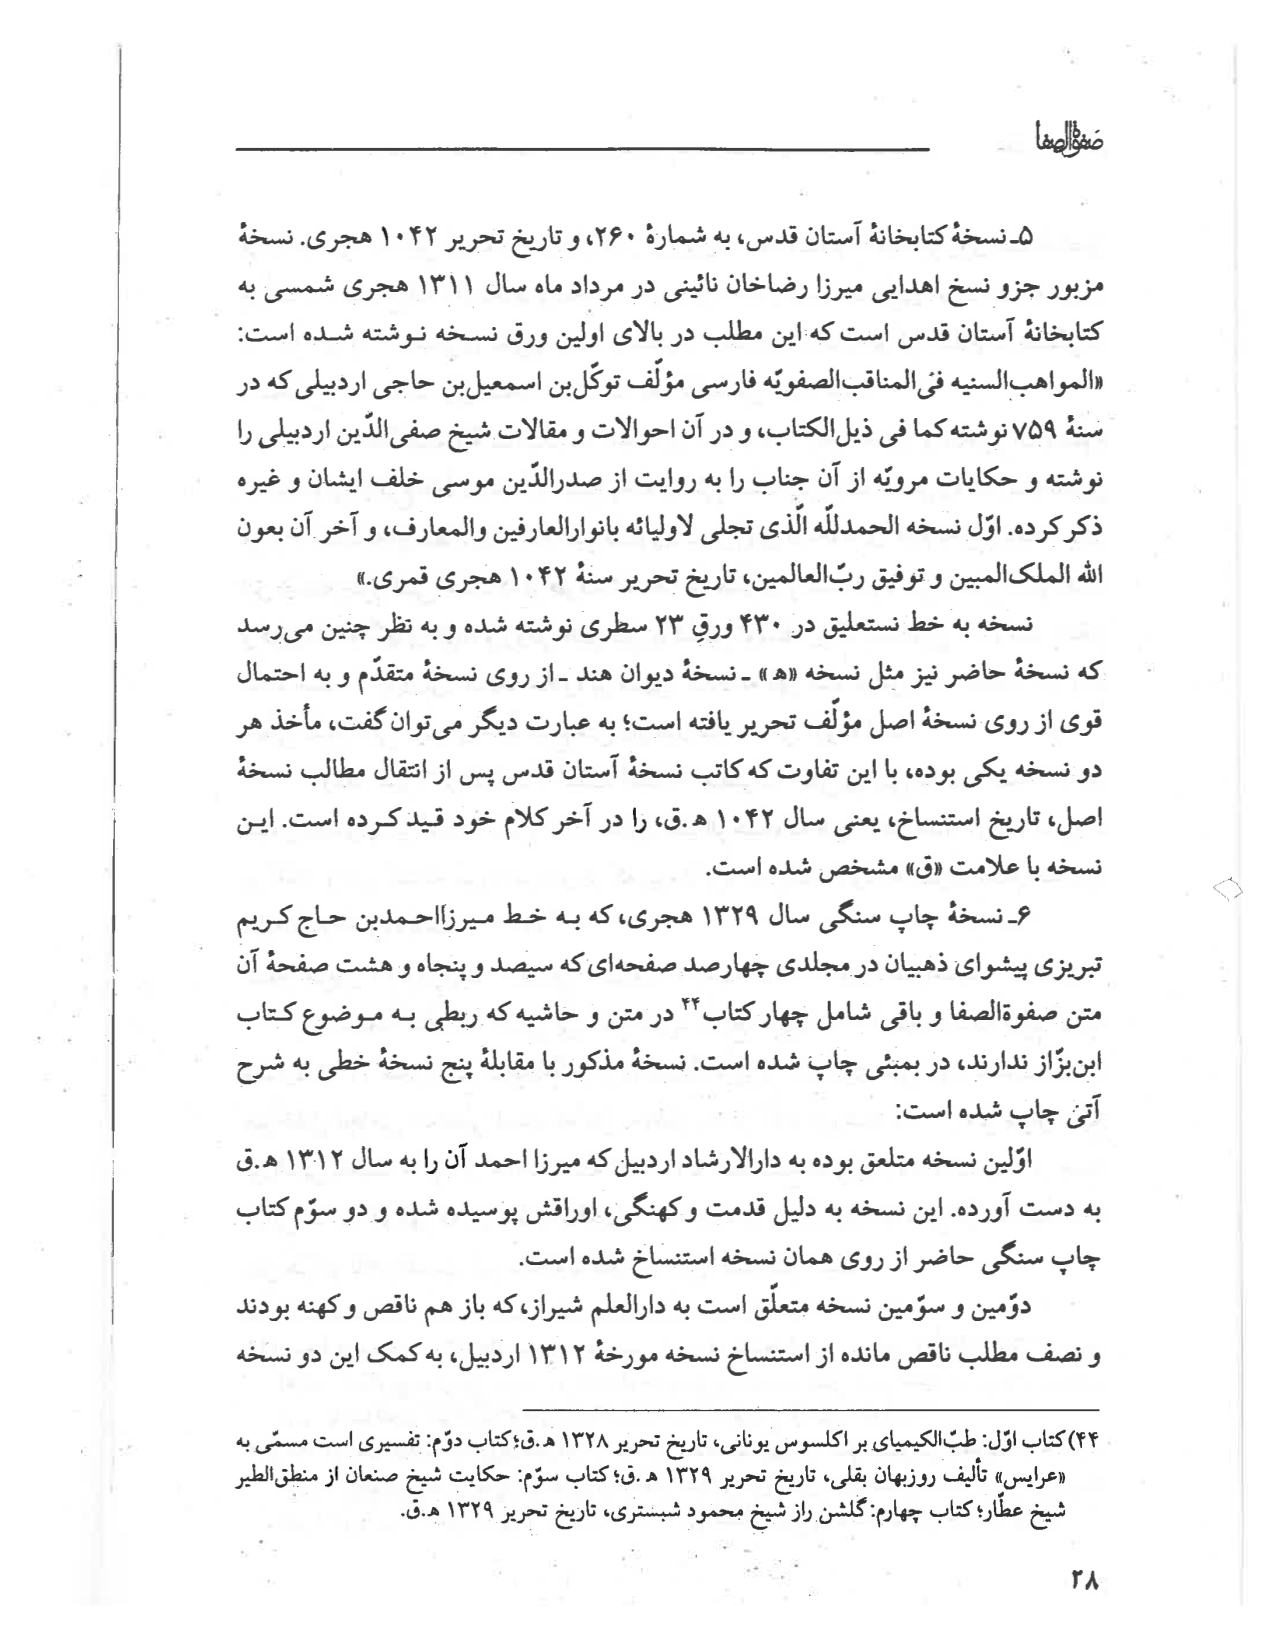 صفوةالصفا
۵ـ نسخهٔ کتابخانهٔ آستان قدس، به شمارهٔ ۲۶۰، و تاریخ تحریر ۱۰۴۲ هجری. نسخهٔ
مزبور جزو نسخ اهدایی میرزا رضاخان نائینی در مرداد ماه سال ۱۳۱۱ هجری شمسی به
کتابخانهٔ آستان قدس است که این مطلب در بالای اولین ورق نسخه نوشته شده است:
«المواهب‌السنیه فی‌المناقب‌الصفویّه فارسی مؤلّف توکّل‌بن اسمعیل‌بن حاجی اردبیلی که در
سنهٔ ۷۵۹ نوشته کما فی ذیل‌الکتاب، و در آن احوالات و مقالات شیخ صفی‌الدّین اردبیلی را
نوشته و حکایات مرویّه از آن جناب را به روایت از صدرالدّین موسی خلف ایشان و غیره
ذکر کرده. اوّل نسخه الحمدللّه الّذی تجلی لاولیائه بانوارالعارفین والمعارف، و آخر آن بعون
الله الملک‌المبین و توفیق ربّ‌العالمین، تاریخ تحریر سنهٔ ۱۰۴۲ هجری قمری.»
نسخه به خط نستعلیق در ۴۳۰ ورقِ ۲۳ سطری نوشته شده و به نظر چنین می‌رسد
که نسخهٔ حاضر نیز مثل نسخه «ه» ـ نسخهٔ دیوان هند ـ از روی نسخهٔ متقدّم و به احتمال
قوی از روی نسخهٔ اصل مؤلّف تحریر یافته است؛ به عبارت دیگر می‌توان گفت، مأخذ هر
دو نسخه یکی بوده، با این تفاوت که کاتب نسخهٔ آستان قدس پس از انتقال مطالب نسخهٔ
اصل، تاریخ استنساخ، یعنی سال ۱۰۴۲ ه‍.ق، را در آخر کلام خود قید کرده است. این
نسخه با علامت «ق» مشخص شده است.
۶ـ نسخهٔ چاپ سنگی سال ۱۳۲۹ هجری، که به خط میرزااحمدبن حاج کریم
تبریزی پیشوای ذهبیان در مجلدی چهارصد صفحه‌ای که سیصد و پنجاه و هشت صفحهٔ آن
متن صفوةالصفا و باقی شامل چهار کتاب۴۴ در متن و حاشیه که ربطی به موضوع کتاب
ابن‌بزّاز ندارند، در بمبئی چاپ شده است. نسخهٔ مذکور با مقابلهٔ پنج نسخهٔ خطی به شرح
آتی چاپ شده است:
اوّلین نسخه متلعق بوده به دارالارشاد اردبیل که میرزا احمد آن را به سال ۱۳۱۲ ه‍.ق
به دست آورده. این نسخه به دلیل قدمت و کهنگی، اوراقش پوسیده شده و دو سوّم کتاب
چاپ سنگی حاضر از روی همان نسخه استنساخ شده است.
دوّمین و سوّمین نسخه متعلّق است به دارالعلم شیراز، که باز هم ناقص و کهنه بودند
و نصف مطلب ناقص مانده از استنساخ نسخه مورخهٔ ۱۳۱۲ اردبیل، به کمک این دو نسخه
۴۴) کتاب اوّل: طبّ‌الکیمیای بر اکلسوس یونانی، تاریخ تحریر ۱۳۲۸ ه‍.ق؛ کتاب دوّم: تفسیری است مسمّی به
«عرایس» تألیف روزبهان بقلی، تاریخ تحریر ۱۳۲۹ ه‍.ق؛ کتاب سوّم: حکایت شیخ صنعان از منطق‌الطیر
شیخ عطّار؛ کتاب چهارم: گلشن راز شیخ محمود شبستری، تاریخ تحریر ۱۳۲۹ ه‍.ق.
۲۸